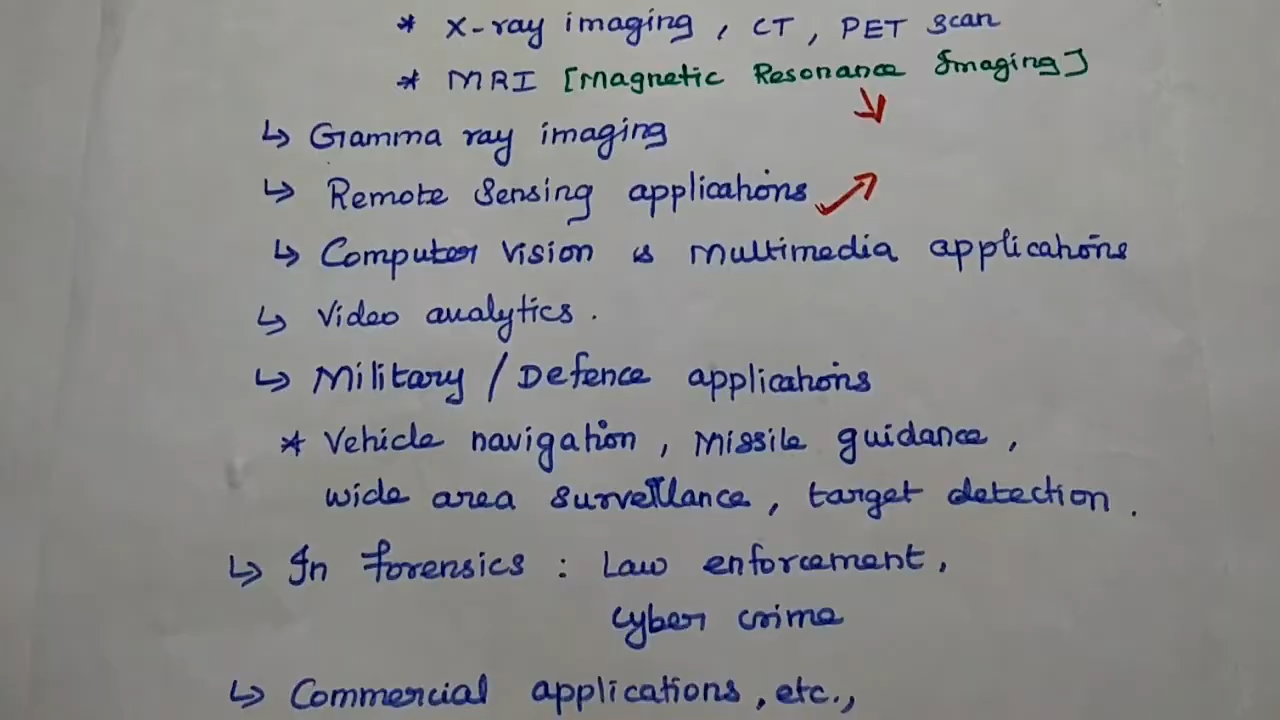 * X-ray imaging, CT, PET scan
* MRI [Magnetic Resonance Imaging]
↳ Gamma ray imaging
↳ Remote Sensing applications
↳ Computer Vision & Multimedia applications
↳ Video analytics.
↳ Military / Defence applications
* Vehicle navigation, Missile guidance,
wide area surveillance, target detection.
↳ In forensics : Law enforcement,
cyber crime
↳ Commercial applications, etc.,